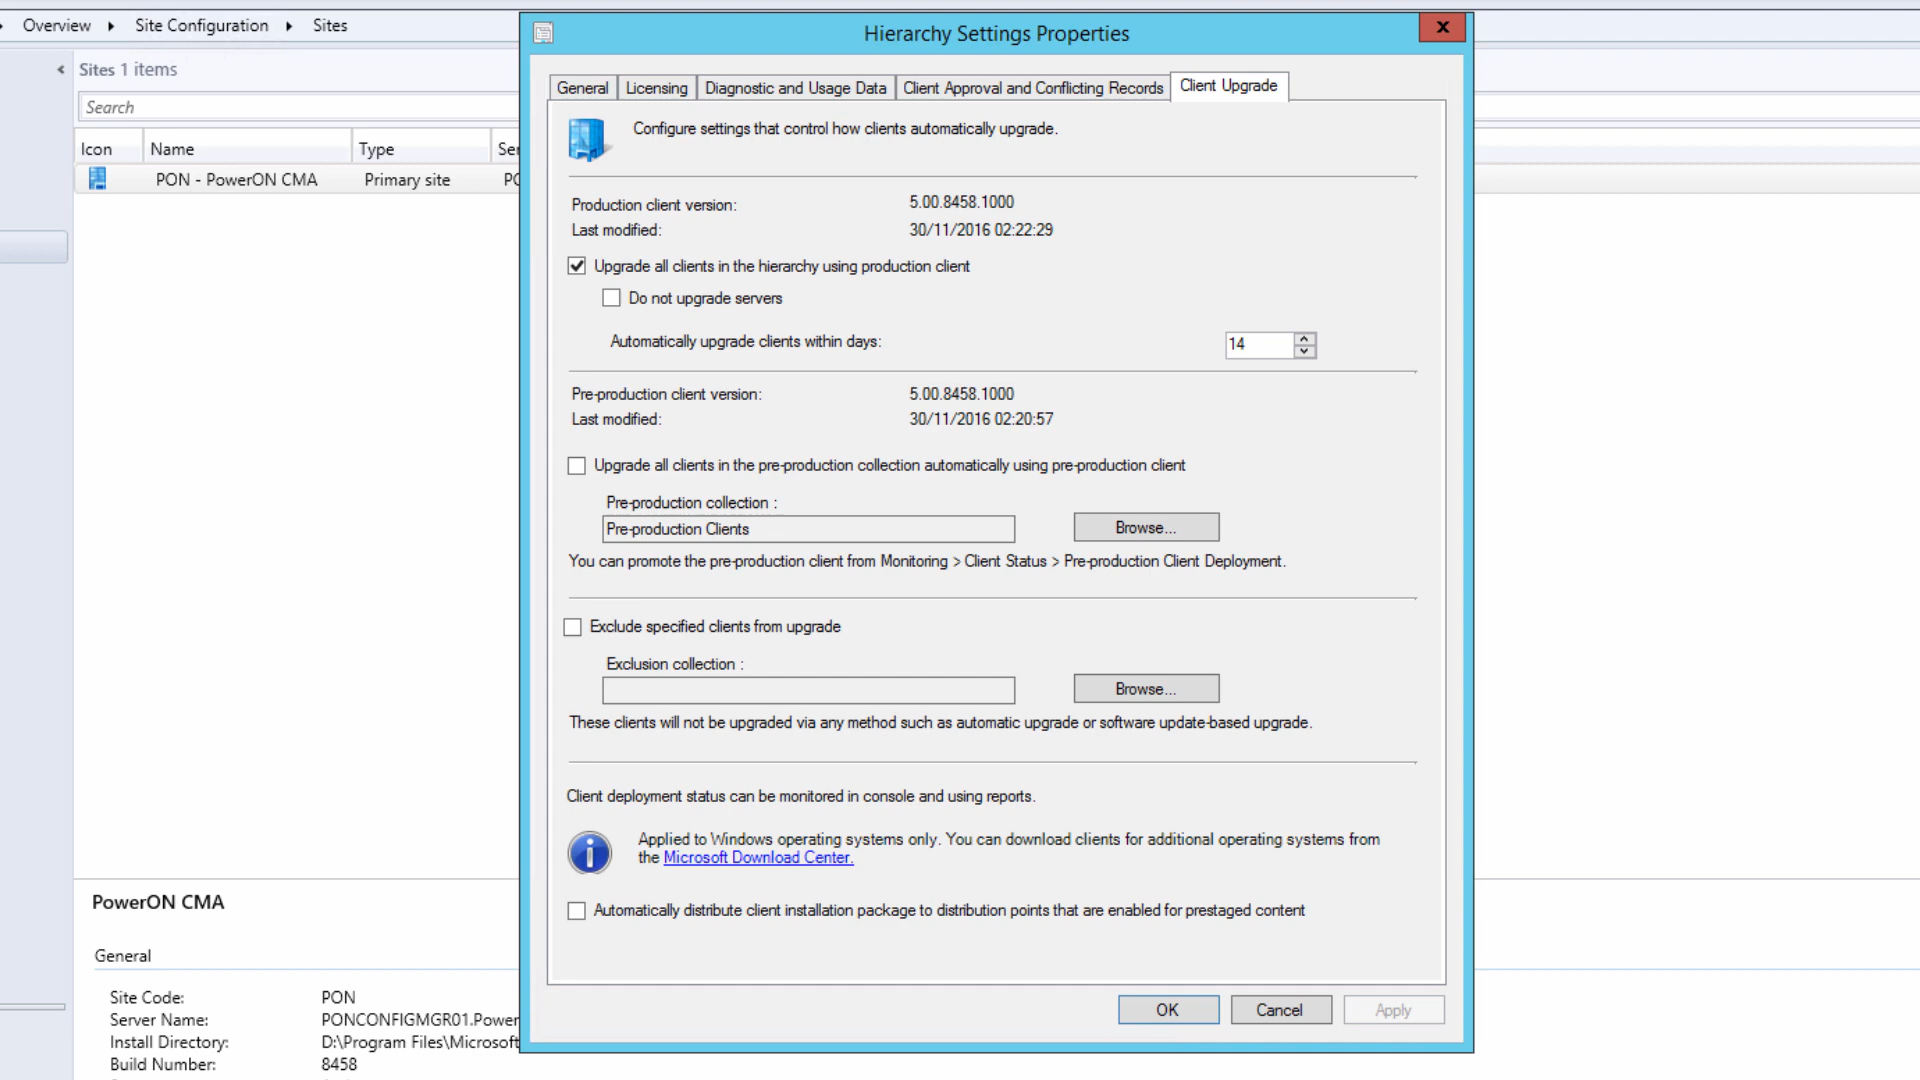 Overview ▸ Site Configuration ▸ Sites
Sites 1 items
Search
Icon Name Type
PON - PowerON CMA Primary site
PowerON CMA
General
Site Code: PON
Server Name: PONCONFIGMGR01.Power
Install Directory: D:\Program Files\Microsoft
Build Number: 8458
Hierarchy Settings Properties
x
General Licensing Diagnostic and Usage Data Client Approval and Conflicting Records Client Upgrade
Configure settings that control how clients automatically upgrade.
Production client version: 5.00.8458.1000
Last modified: 30/11/2016 02:22:29
Upgrade all clients in the hierarchy using production client
Do not upgrade servers
Automatically upgrade clients within days: 14
Pre-production client version: 5.00.8458.1000
Last modified: 30/11/2016 02:20:57
Upgrade all clients in the pre-production collection automatically using pre-production client
Pre-production collection :
Pre-production Clients Browse...
You can promote the pre-production client from Monitoring > Client Status > Pre-production Client Deployment.
Exclude specified clients from upgrade
Exclusion collection :
Browse...
These clients will not be upgraded via any method such as automatic upgrade or software update-based upgrade.
Client deployment status can be monitored in console and using reports.
Applied to Windows operating systems only. You can download clients for additional operating systems from
the Microsoft Download Center.
Automatically distribute client installation package to distribution points that are enabled for prestaged content
OK Cancel Apply